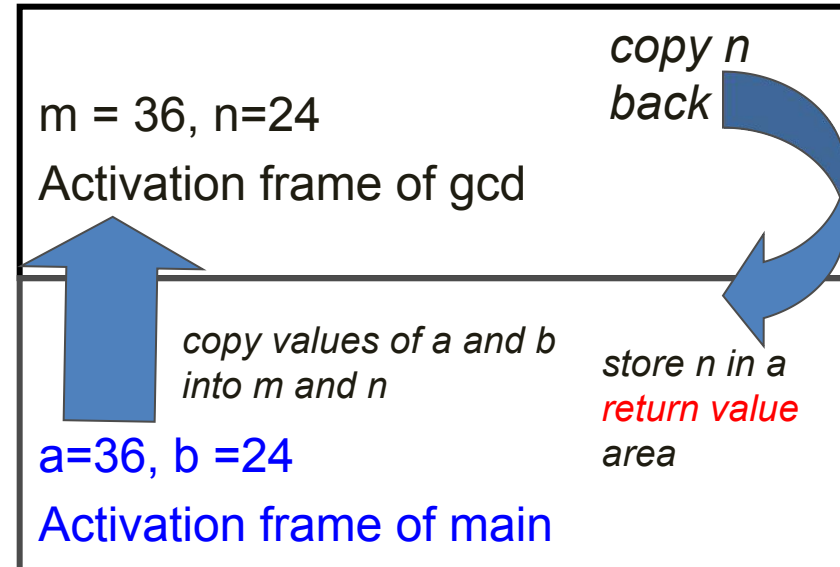 copy n
back
m = 36, n=24
Activation frame of gcd
copy values of a and b
into m and n
store n in a
return value
area
a=36, b =24
Activation frame of main